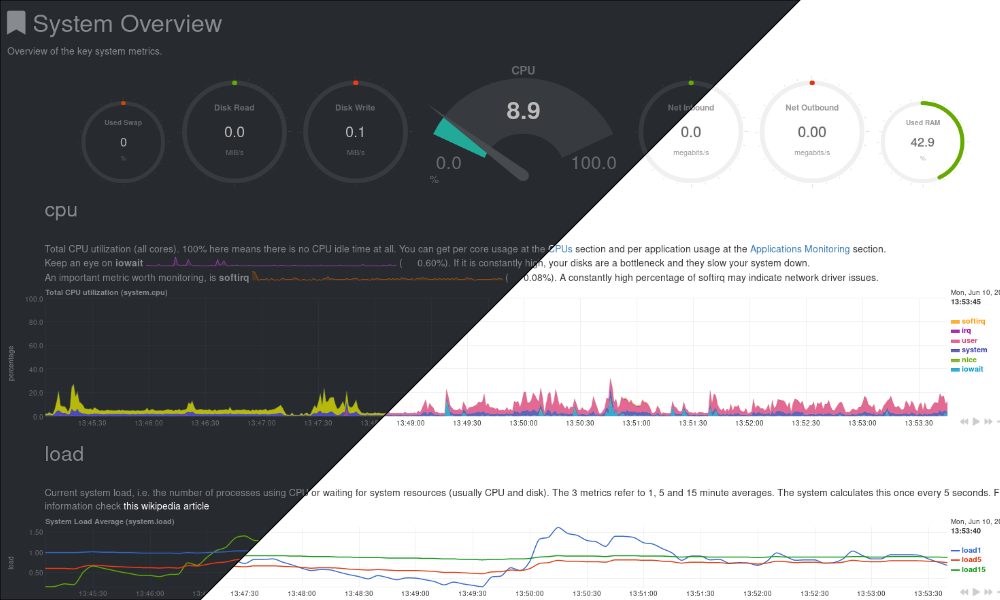 System Overview
Overview of the key system metrics.
CPU
Used Swap
0
%
Disk Read
0.0
MiB/s
Disk Write
0.1
MiB/s
8.9
0.0
100.0
%
Net Inbound
0.0
megabits/s
Net Outbound
0.00
megabits/s
Used RAM
42.9
%
cpu
Total CPU utilization (all cores). 100% here means there is no CPU idle time at all. You can get per core usage at the CPUs section and per application usage at the Applications Monitoring section.
Keep an eye on iowait ( 0.60%). If it is constantly high, your disks are a bottleneck and they slow your system down.
An important metric worth monitoring, is softirq ( 0.08%). A constantly high percentage of softirq may indicate network driver issues.
Total CPU utilization (system.cpu)
Mon, Jun 10, 20
13:53:45
100.0
80.0
60.0
40.0
20.0
0.0
percentage
softirq
irq
user
system
nice
iowait
13:45:30 13:46 13:46:30 13:47:00 13:47:30 13:48 13:49:00 13:49:30 13:50:00 13:50:30 13:51:00 13:51:30 13:52:00 13:52:30 13:53:00 13:53:30
load
Current system load, i.e. the number of processes using CPU or waiting for system resources (usually CPU and disk). The 3 metrics refer to 1, 5 and 15 minute averages. The system calculates this once every 5 seconds. F
information check this wikipedia article
System Load Average (system.load)
Mon, Jun 10, 20
13:53:40
1.50
1.00
0.50
load
load1
load5
load15
13:45:30 13:46:00 13:4 13:47:30 13:48:00 13:48:30 13:49:00 13:49:30 13:50:00 13:50:30 13:51:00 13:51:30 13:52:00 13:52:30 13:53:00 13:53:30